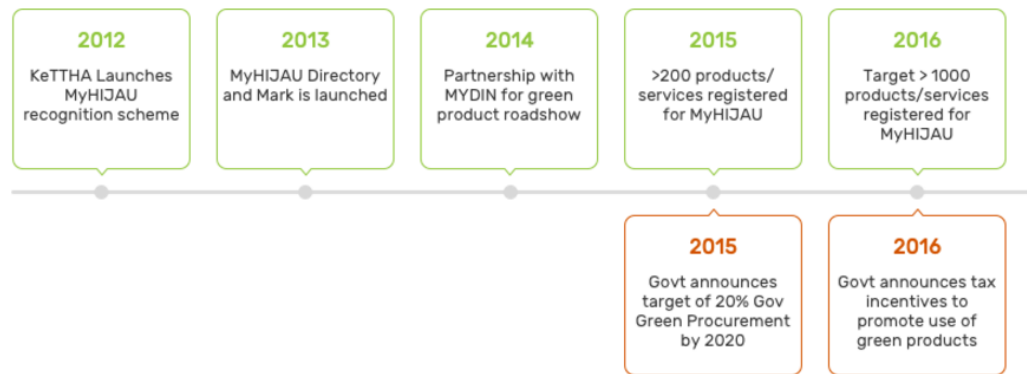 2012
KeTTHA Launches
MyHIJAU
recognition scheme
2013
MyHIJAU Directory
and Mark is launched
2014
Partnership with
MYDIN for green
product roadshow
2015
>200 products/
services registered
for MyHIJAU
2016
Target > 1000
products/services
registered for
MyHIJAU
2015
Govt announces
target of 20% Gov
Green Procurement
by 2020
2016
Govt announces tax
incentives to
promote use of
green products